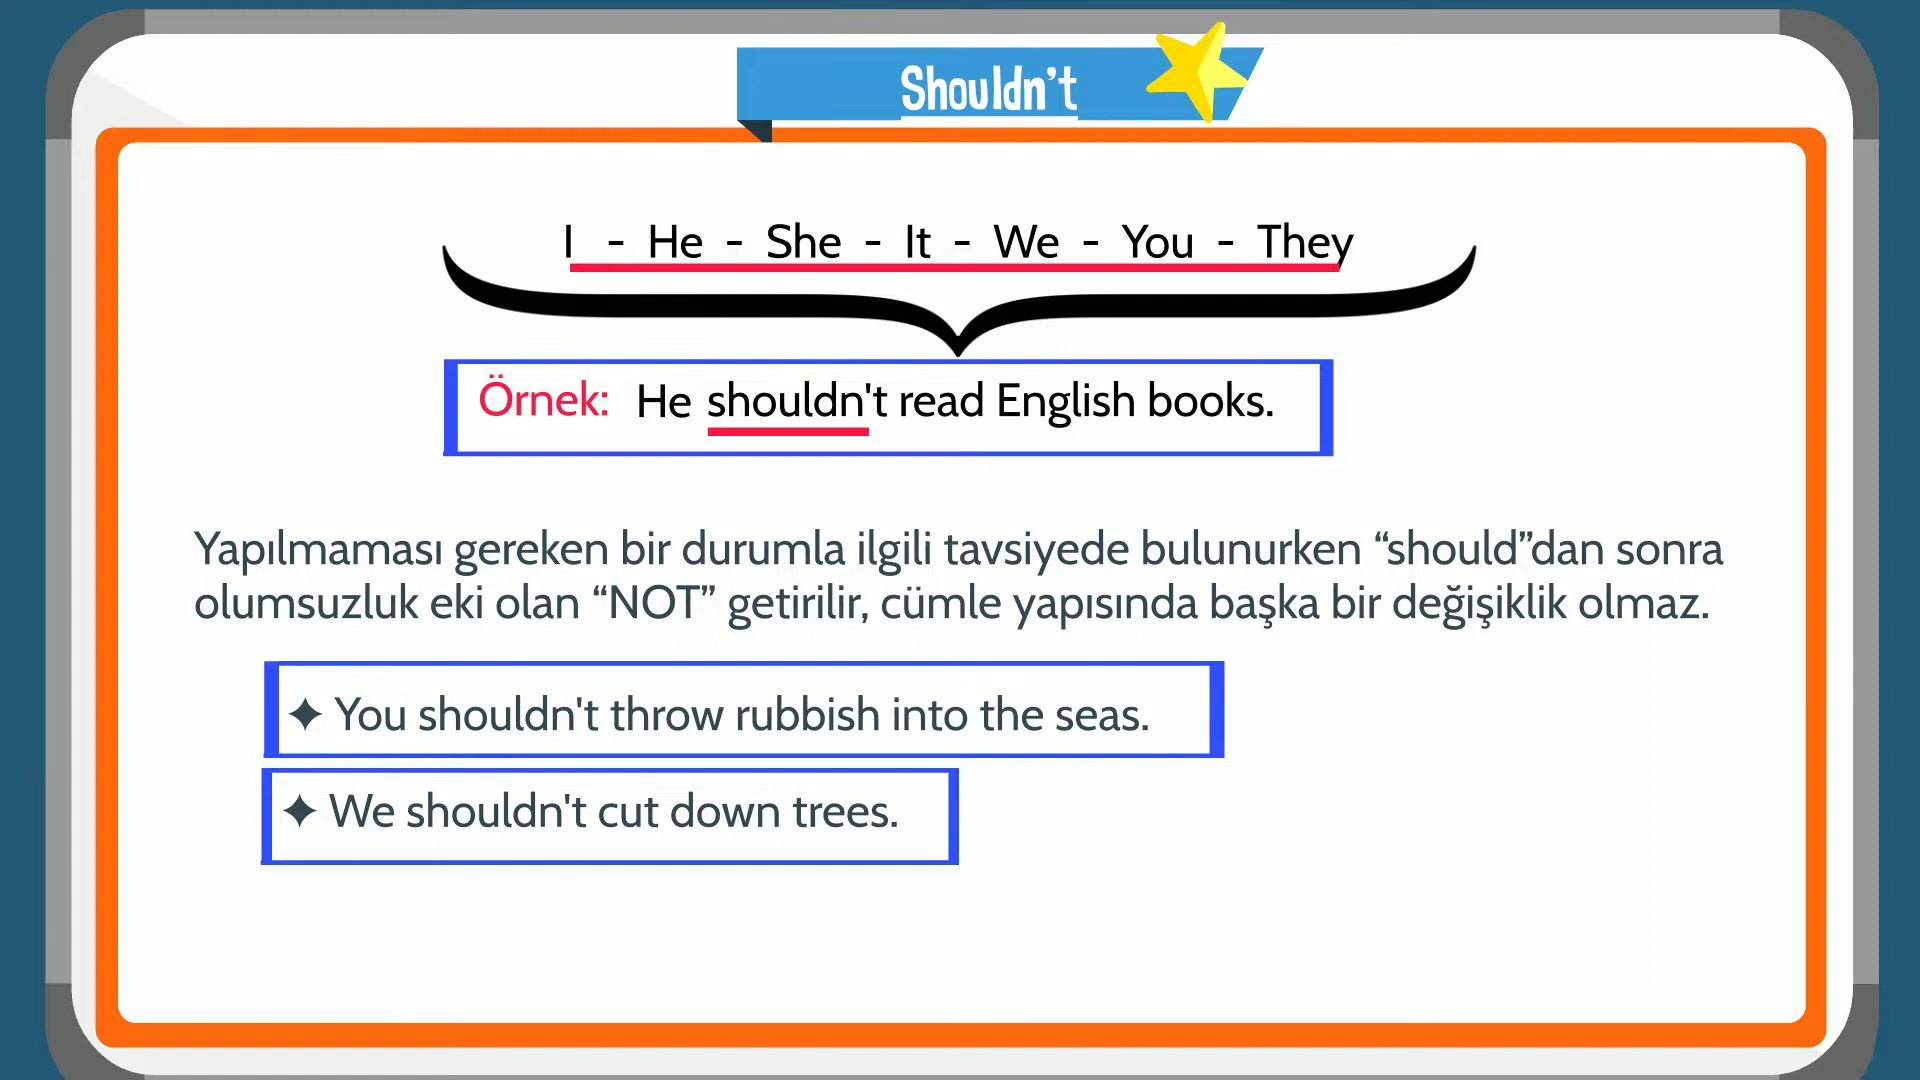 Shouldn't
I - He - She - It - We - You - They
Örnek: He shouldn't read English books.
Yapılmaması gereken bir durumla ilgili tavsiyede bulunurken “should”dan sonra
olumsuzluk eki olan “NOT” getirilir, cümle yapısında başka bir değişiklik olmaz.
✦ You shouldn't throw rubbish into the seas.
✦ We shouldn't cut down trees.